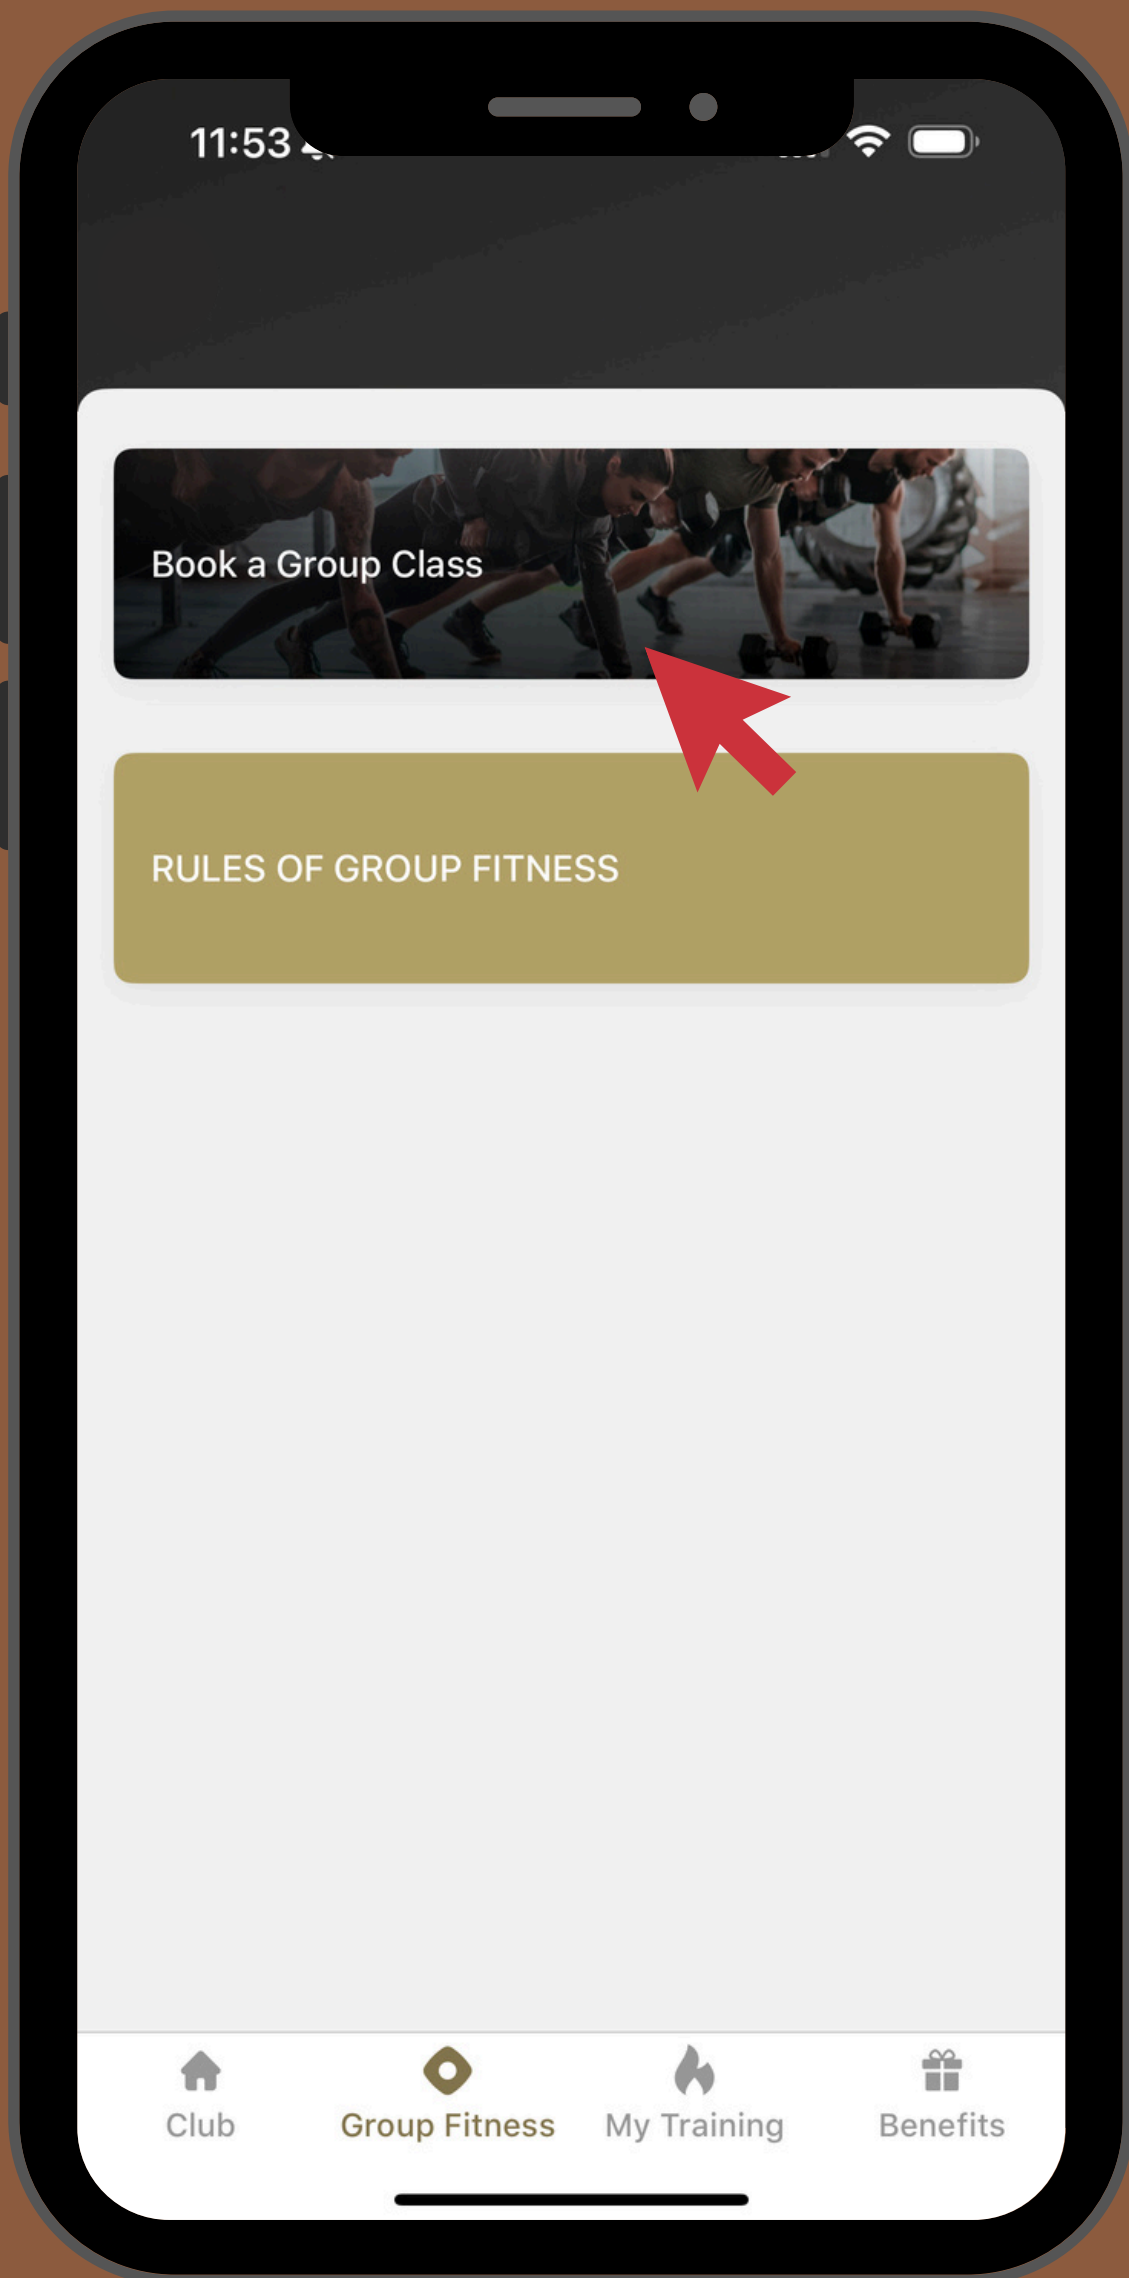 11:53
Book a Group Class
RULES OF GROUP FITNESS
Club
Group Fitness
My Training
Benefits